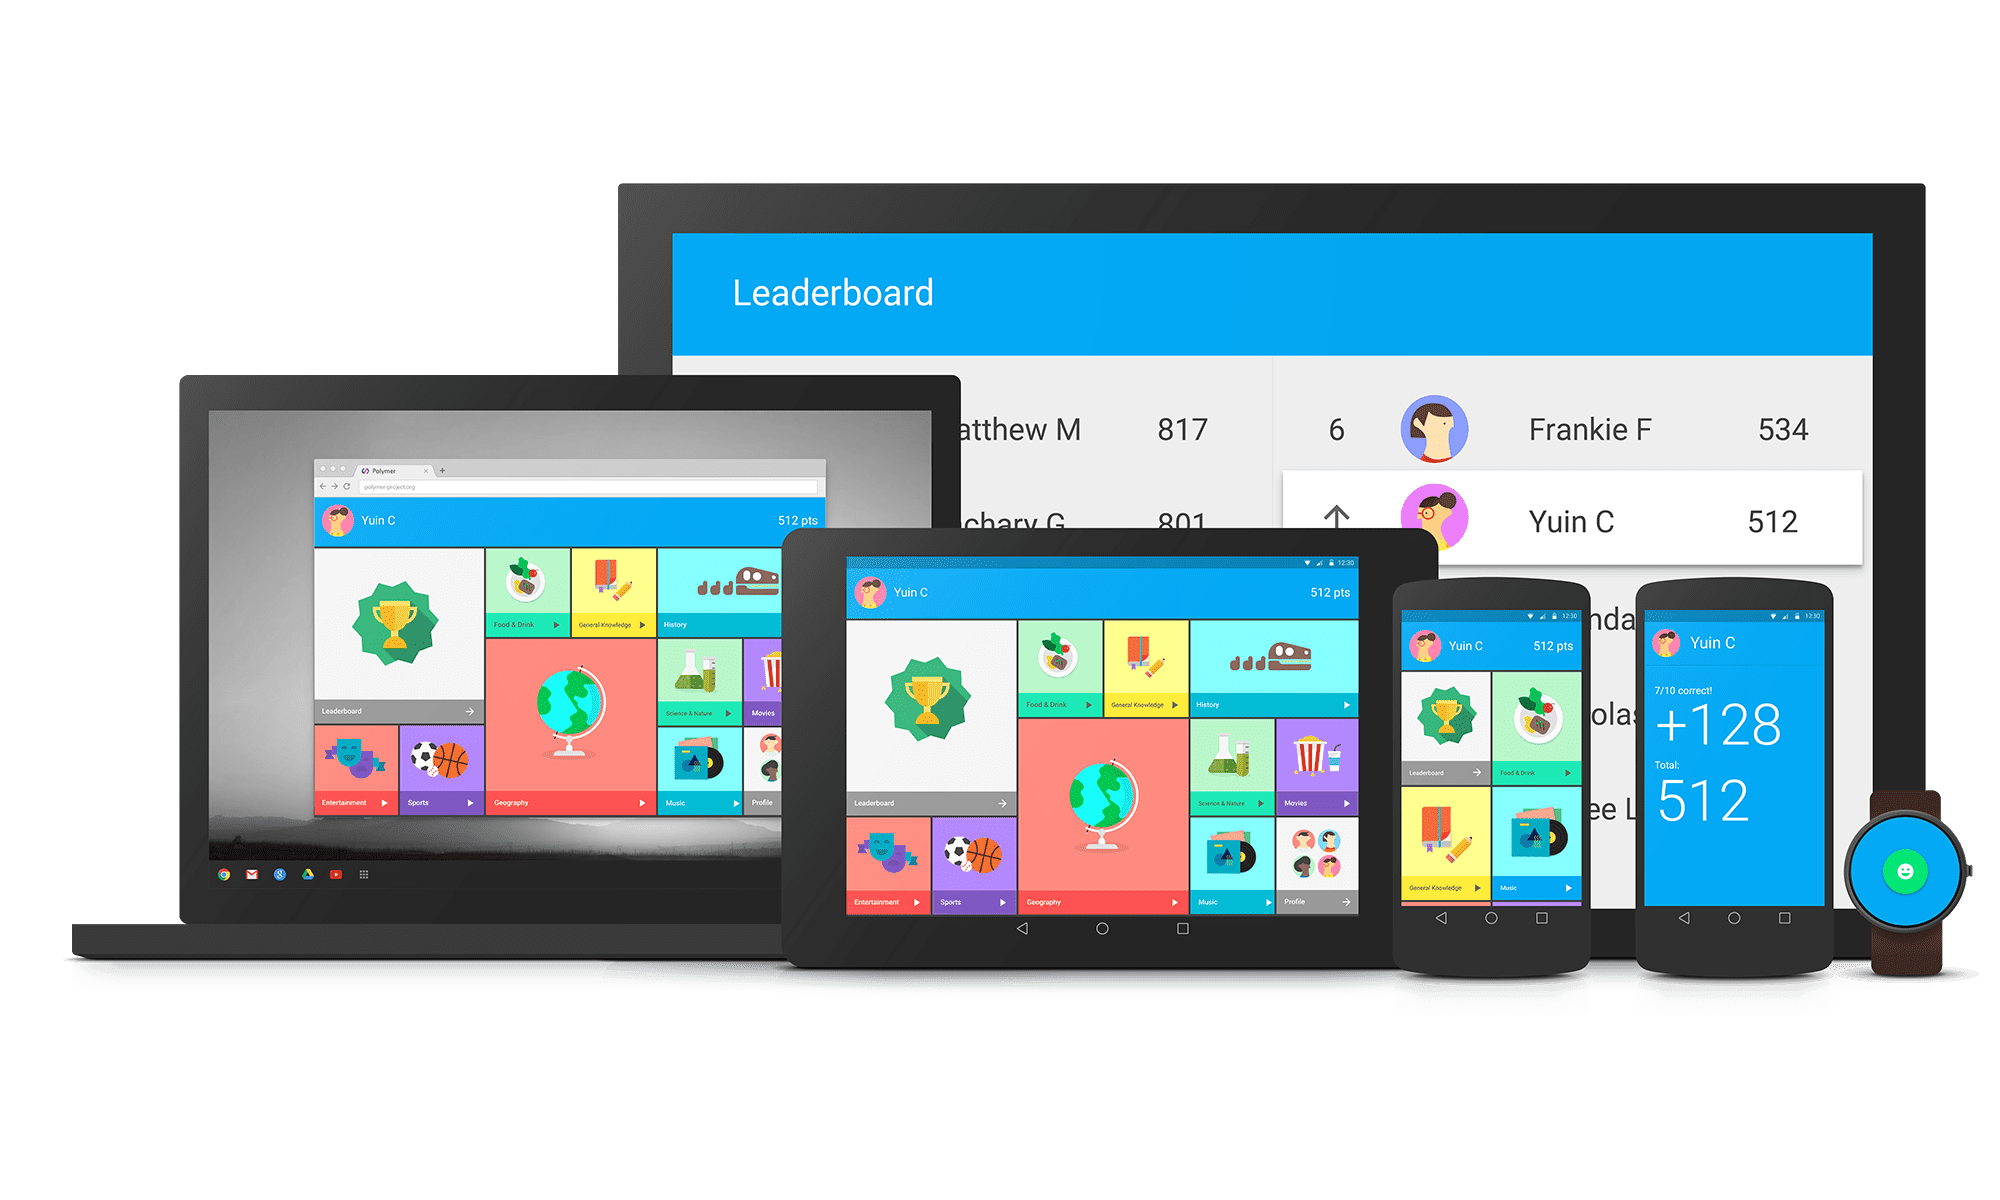 Leaderboard
atthew M 817
6 Frankie F 534
801
Yuin C 512
Polymer
polymer-project.org
Yuin C 512 pts
Food & Drink
General Knowledge
History
Leaderboard
Science & Nature
Movies
Entertainment
Sports
Geography
Music
Profile
12:30
Yuin C 512 pts
Food & Drink
General Knowledge
History
Leaderboard
Science & Nature
Movies
Entertainment
Sports
Geography
Music
Profile
12:30
Yuin C 512 pts
Leaderboard
Food & Drink
General Knowledge
Music
12:30
Yuin C
7/10 correct!
+128
Total:
512
nda
ee L